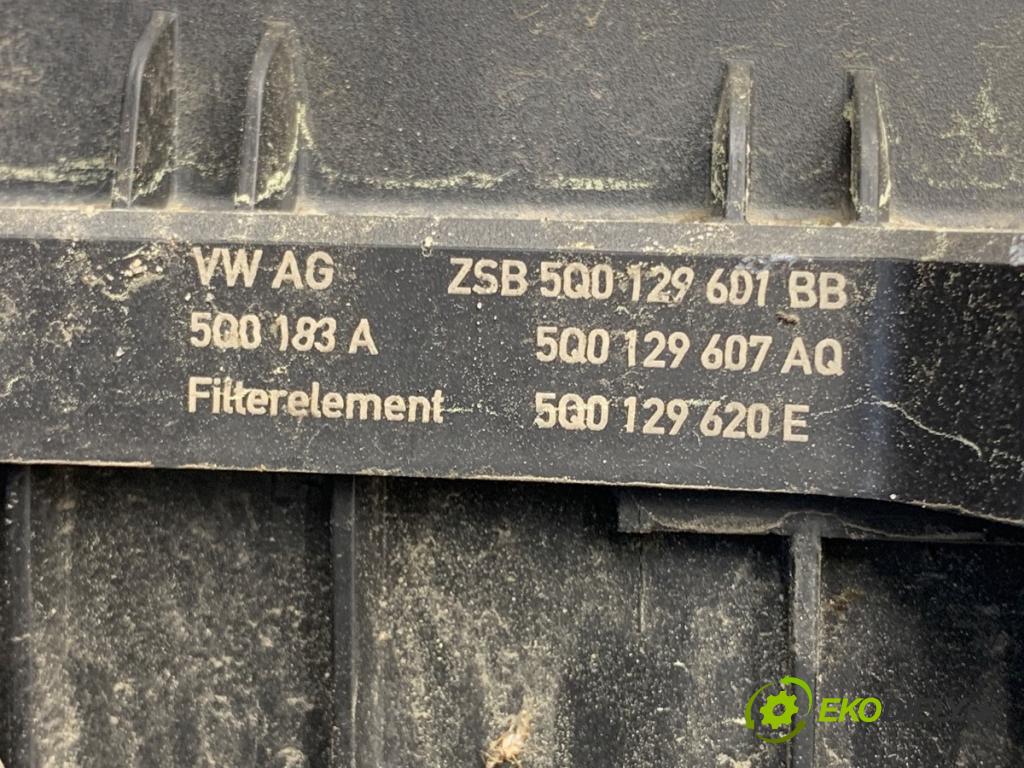 VW AG ZSB 5Q0 129 601 BB
5Q0 183 A 5Q0 129 607 AQ
Filterelement 5Q0 129 620 E
EKO